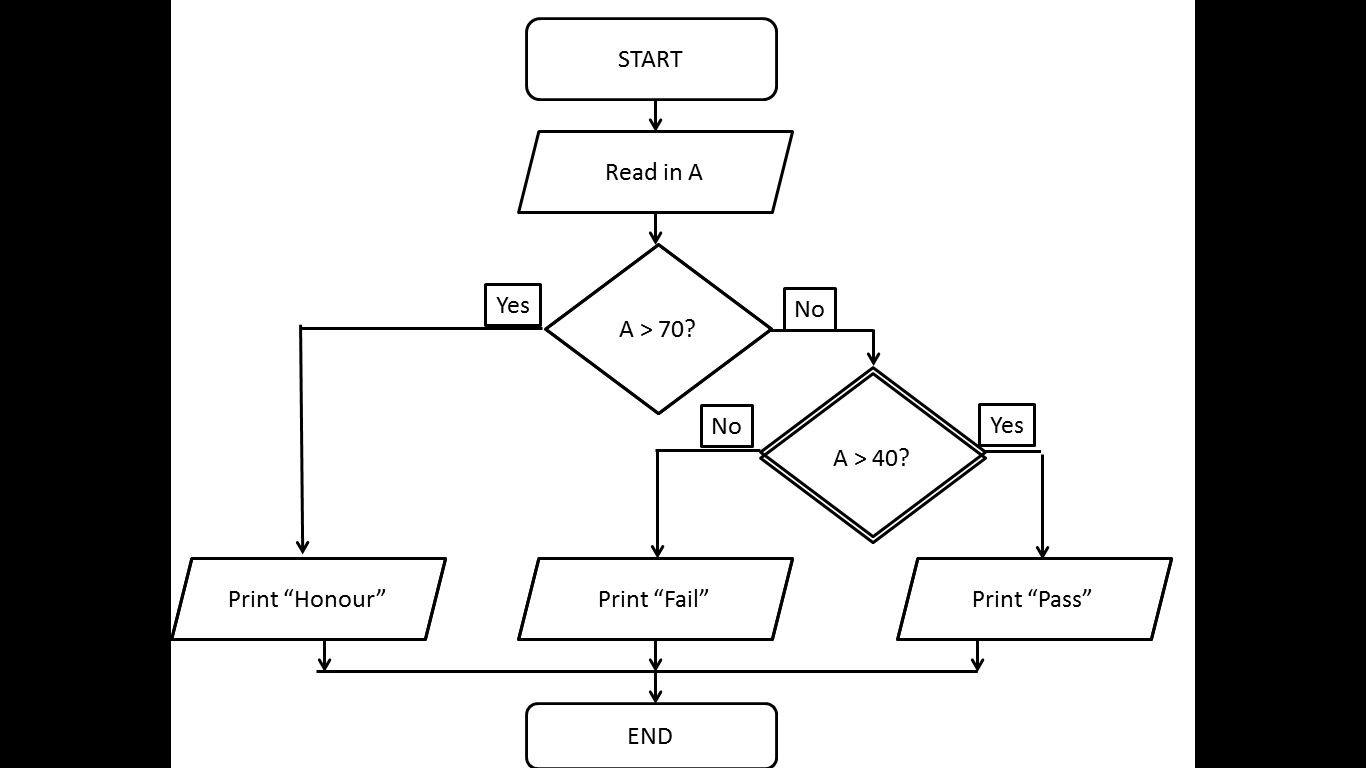 START
Read in A
Yes
A > 70?
No
No
A > 40?
Yes
Print “Honour”
Print “Fail”
Print “Pass”
END